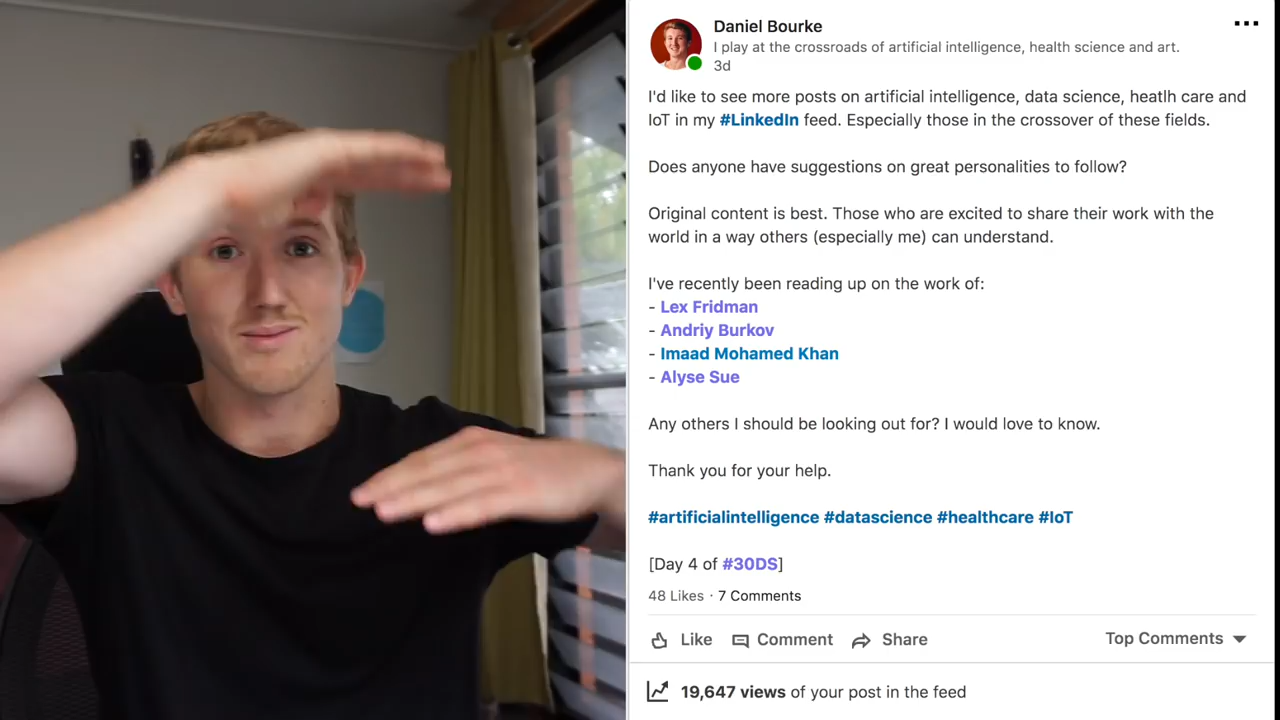 Daniel Bourke
I play at the crossroads of artificial intelligence, health science and art.
3d
I'd like to see more posts on artificial intelligence, data science, heatlh care and
IoT in my #LinkedIn feed. Especially those in the crossover of these fields.
Does anyone have suggestions on great personalities to follow?
Original content is best. Those who are excited to share their work with the
world in a way others (especially me) can understand.
I've recently been reading up on the work of:
- Lex Fridman
- Andriy Burkov
- Imaad Mohamed Khan
- Alyse Sue
Any others I should be looking out for? I would love to know.
Thank you for your help.
#artificialintelligence #datascience #healthcare #IoT
[Day 4 of #30DS]
48 Likes · 7 Comments
Like Comment Share Top Comments
19,647 views of your post in the feed